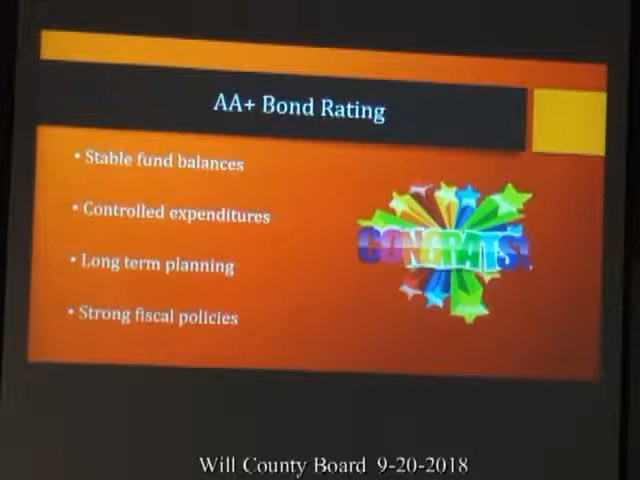 AA+ Bond Rating
• Stable fund balances
• Controlled expenditures
• Long term planning
• Strong fiscal policies
CONGRATS!
Will County Board 9-20-2018